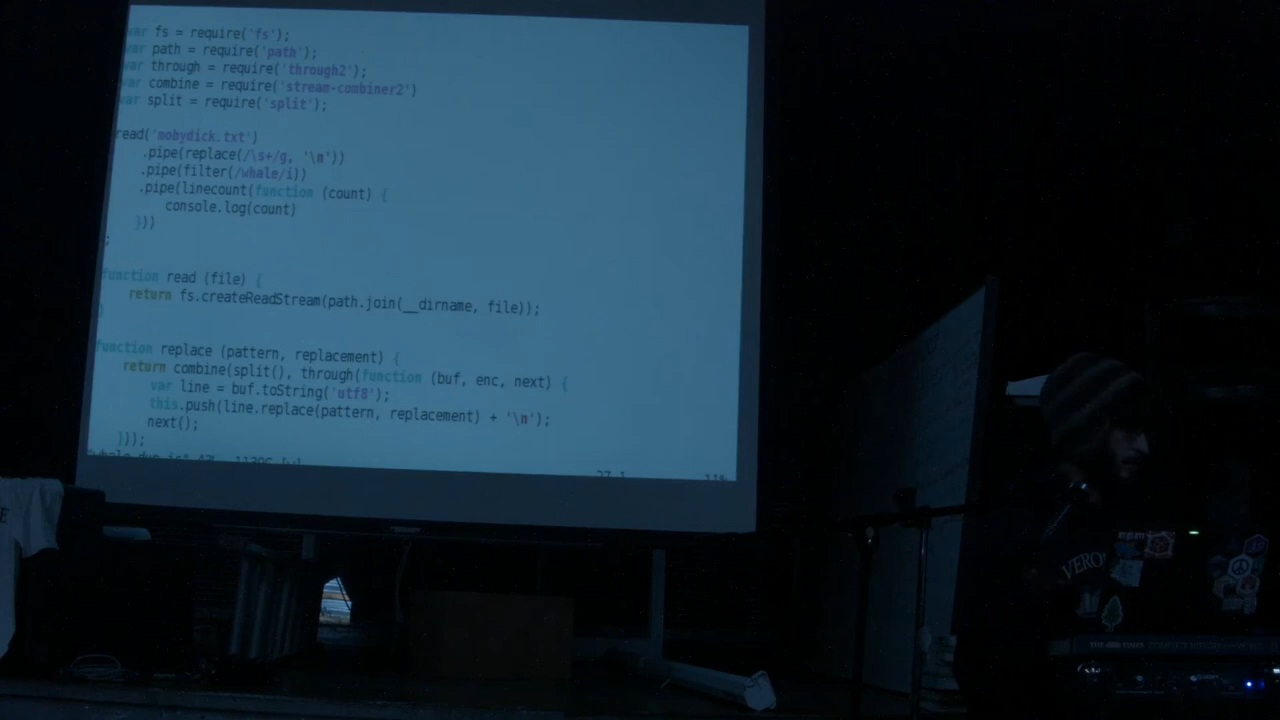 var fs = require('fs');
var path = require('path');
var through = require('through2');
var combine = require('stream-combiner2')
var split = require('split');
read('mobydick.txt')
.pipe(replace(/\s+/g, '\n'))
.pipe(filter(/whale/i))
.pipe(linecount(function (count) {
console.log(count)
}))
;
function read (file) {
return fs.createReadStream(path.join(__dirname, file));
}
function replace (pattern, replacement) {
return combine(split(), through(function (buf, enc, next) {
var line = buf.toString('utf8');
this.push(line.replace(pattern, replacement) + '\n');
next();
}));